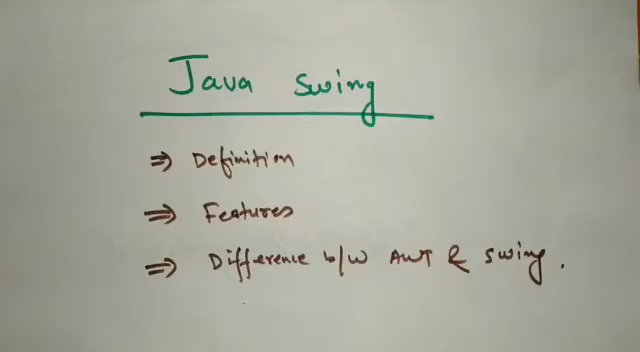 Java Swing
⇒ Definition
⇒ Features
⇒ Difference b/w AWT & Swing.